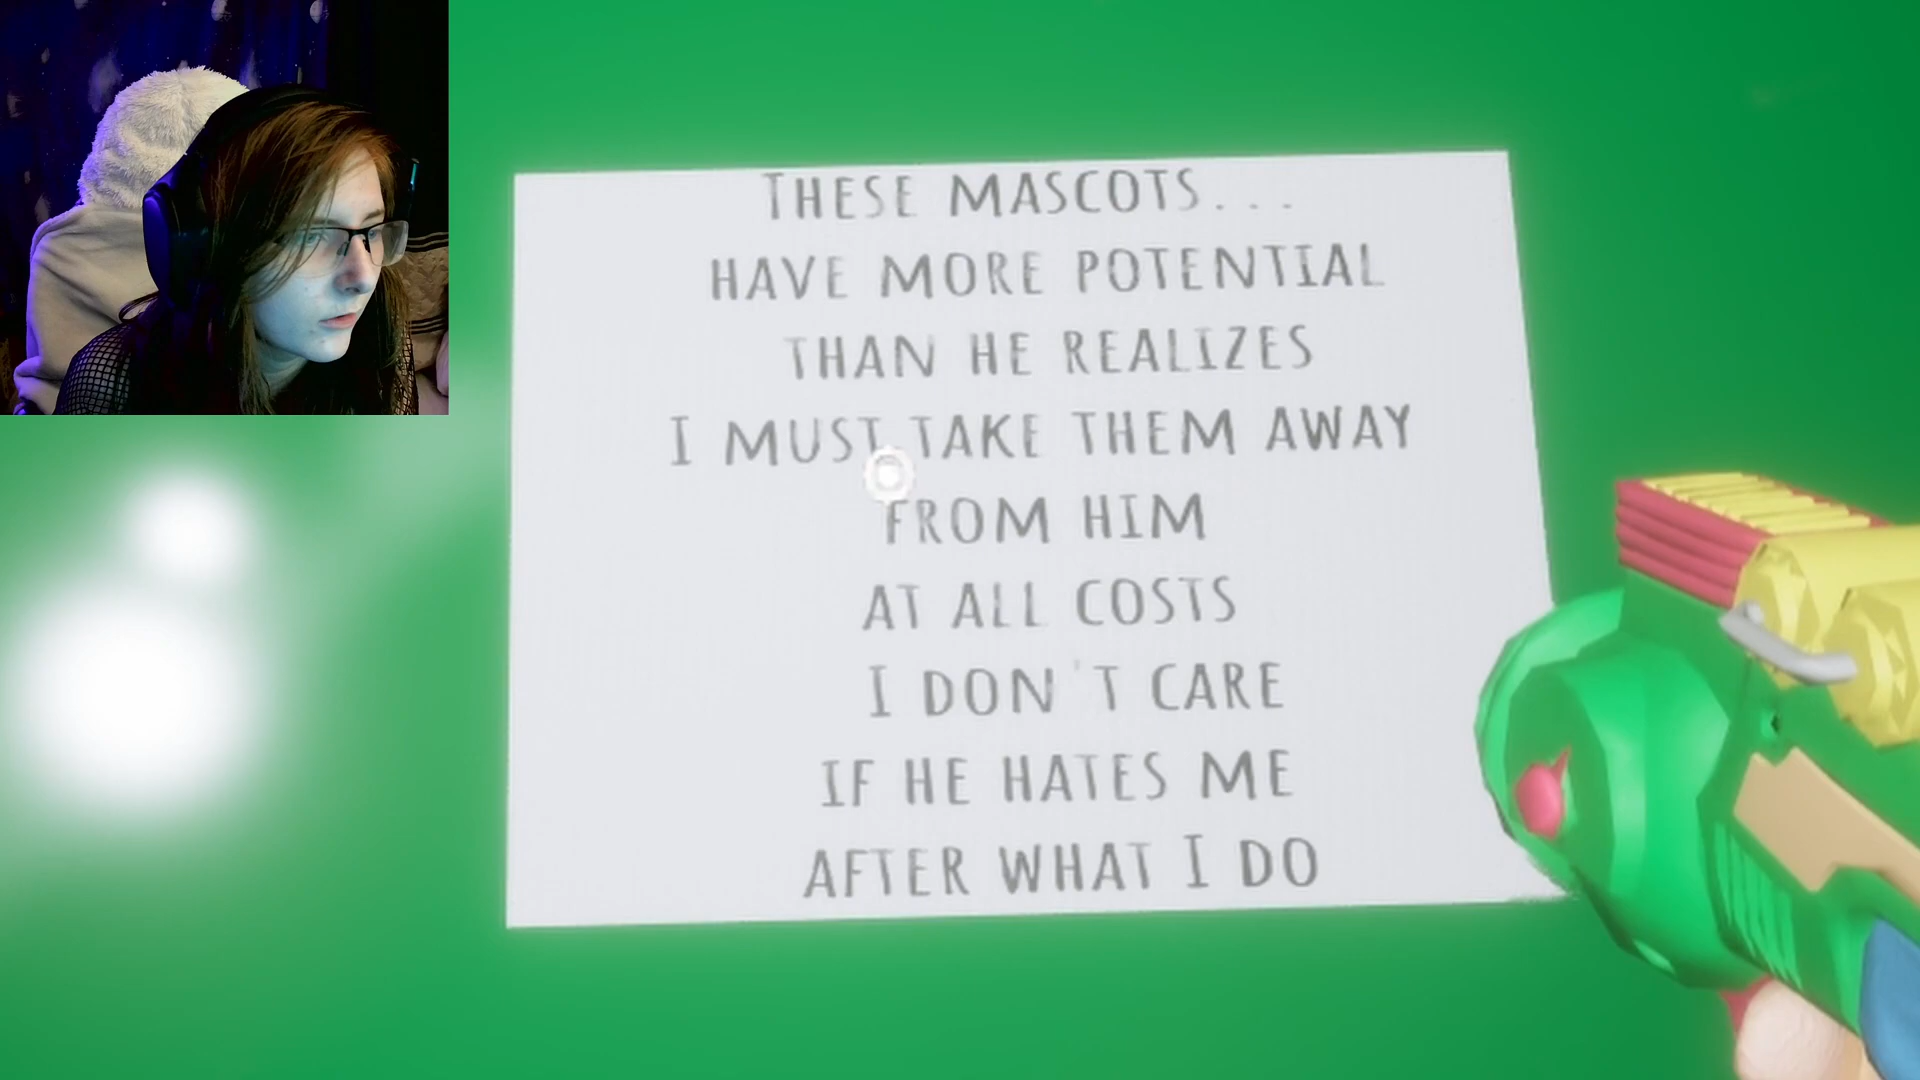 THESE MASCOTS...
HAVE MORE POTENTIAL
THAN HE REALIZES
I MUST TAKE THEM AWAY
FROM HIM
AT ALL COSTS
I DON'T CARE
IF HE HATES ME
AFTER WHAT I DO